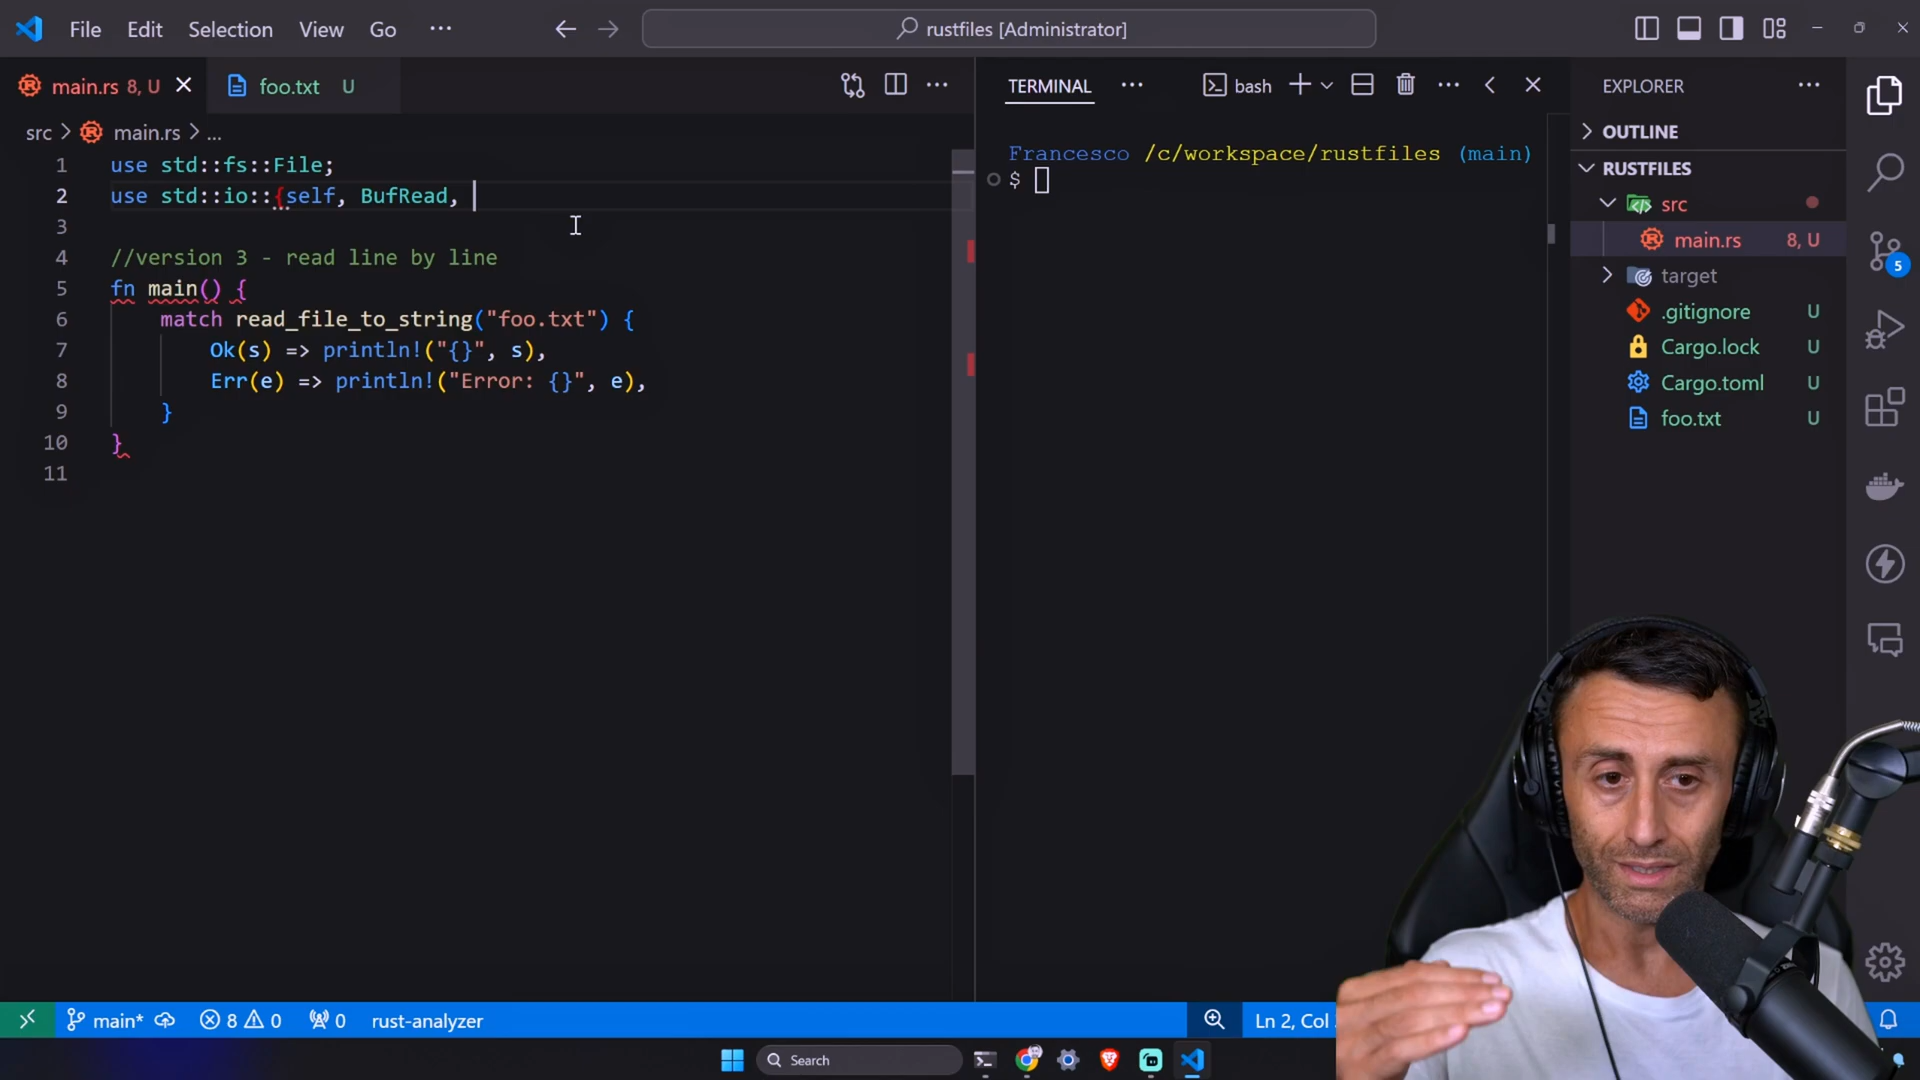 File Edit Selection View Go ...
rustfiles [Administrator]
main.rs 8, U
foo.txt U
src > main.rs > ...
1 use std::fs::File;
2 use std::io::{self, BufRead,
3
4 //version 3 - read line by line
5 fn main() {
6 match read_file_to_string("foo.txt") {
7 Ok(s) => println!("{}", s),
8 Err(e) => println!("Error: {}", e),
9 }
10 }
11
TERMINAL
bash
Francesco /c/workspace/rustfiles (main)
$
EXPLORER
OUTLINE
RUSTFILES
src
main.rs 8, U
target
.gitignore U
Cargo.lock U
Cargo.toml U
foo.txt U
5
main* 8 0 0 rust-analyzer
Ln 2, Col
Search